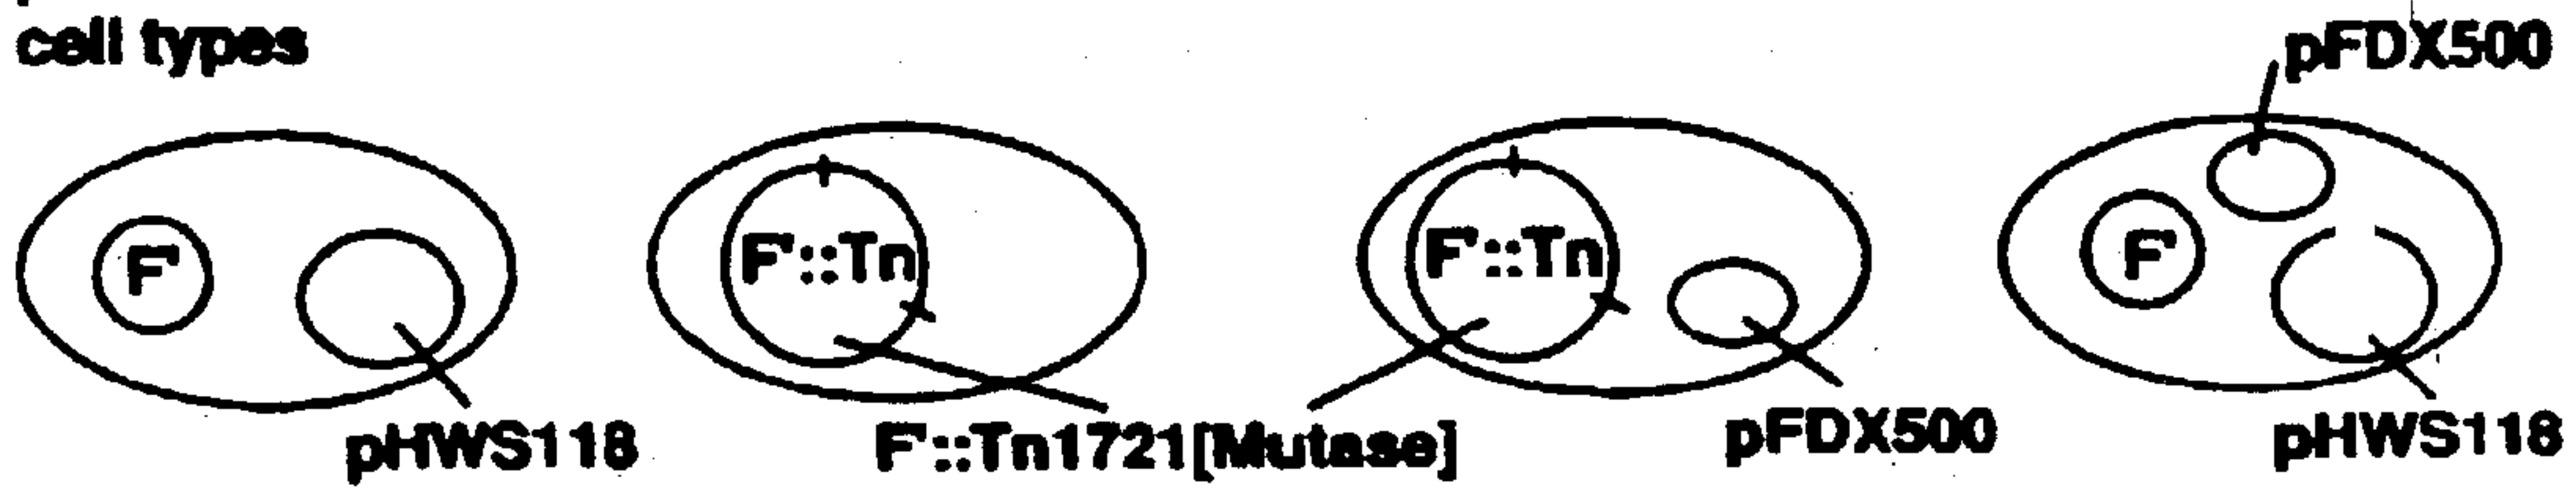 cell types
pFDX500
F'
F'::Tn
F'::Tn
F'
pHWS118
F'::Tn1721[Mutase]
pFDX500
pHWS118